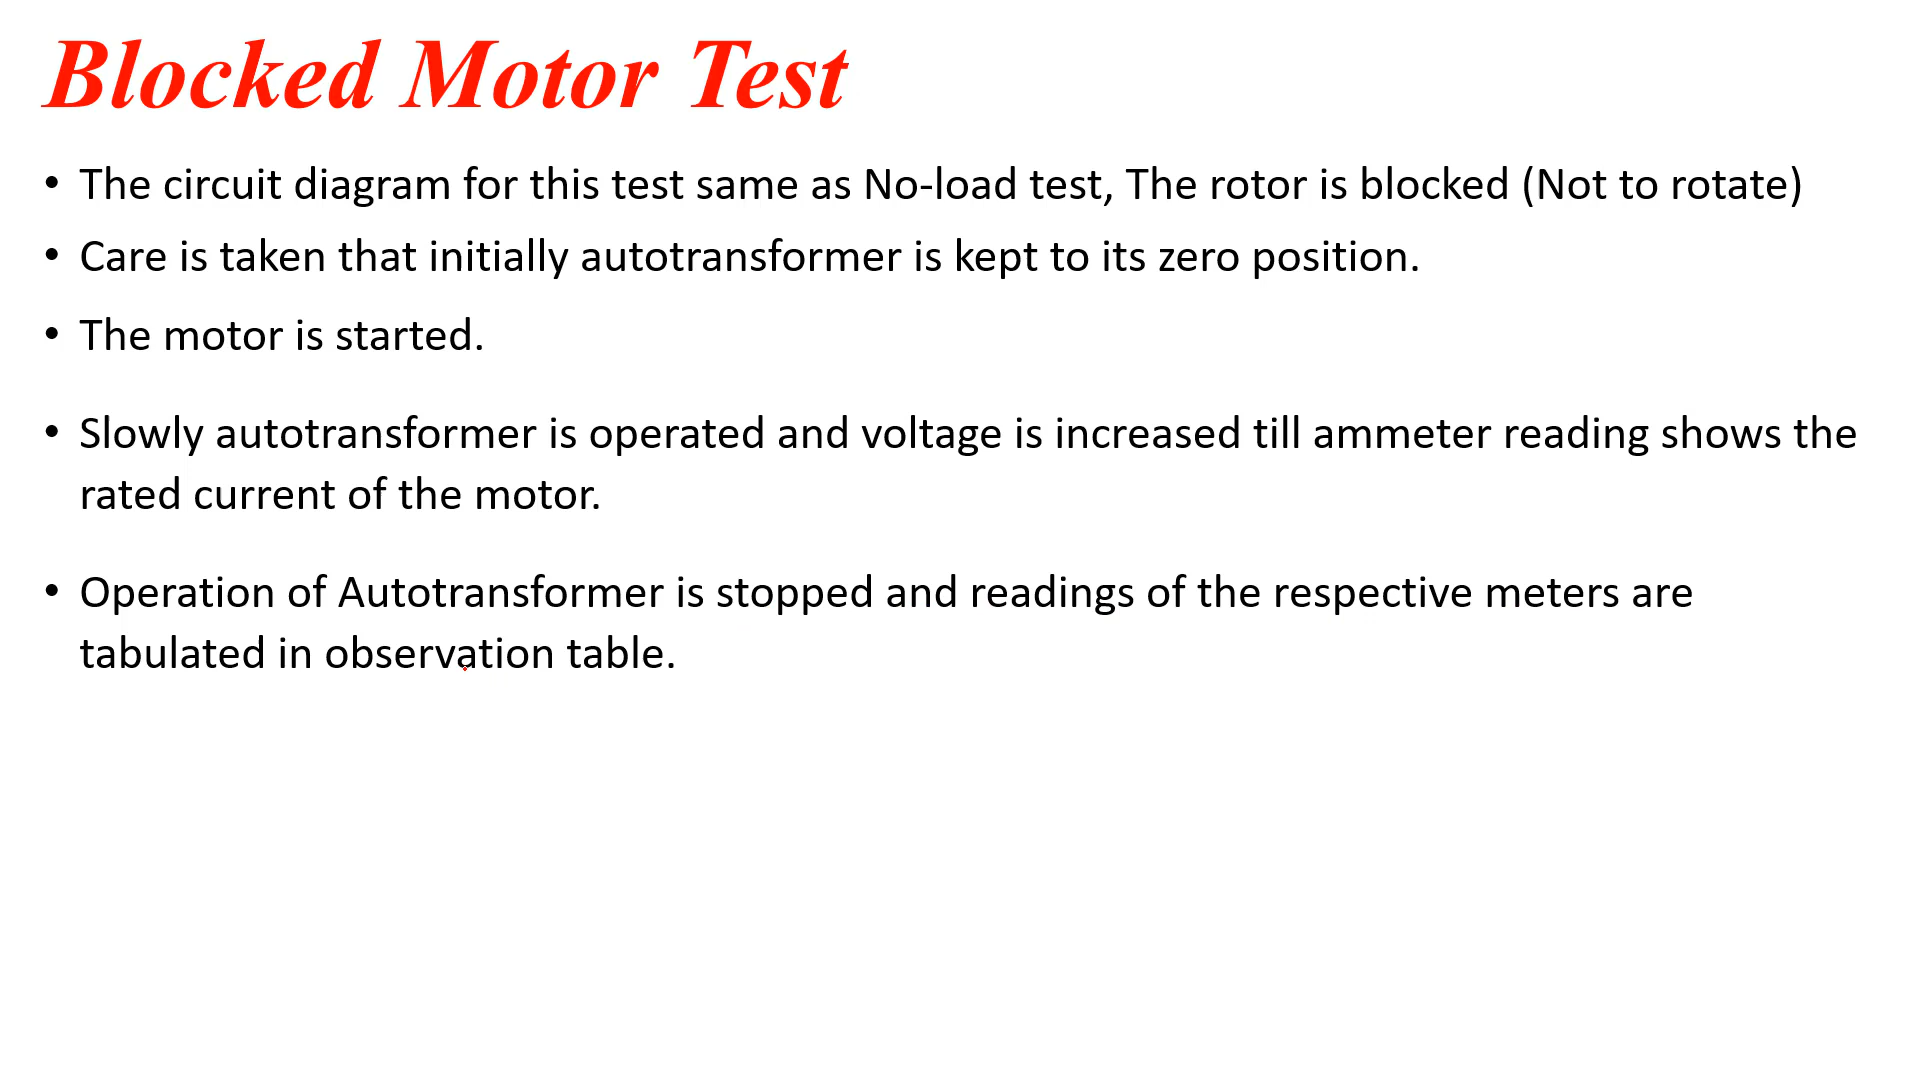 Blocked Motor Test
• The circuit diagram for this test same as No-load test, The rotor is blocked (Not to rotate)
• Care is taken that initially autotransformer is kept to its zero position.
• The motor is started.
• Slowly autotransformer is operated and voltage is increased till ammeter reading shows the
rated current of the motor.
• Operation of Autotransformer is stopped and readings of the respective meters are
tabulated in observation table.